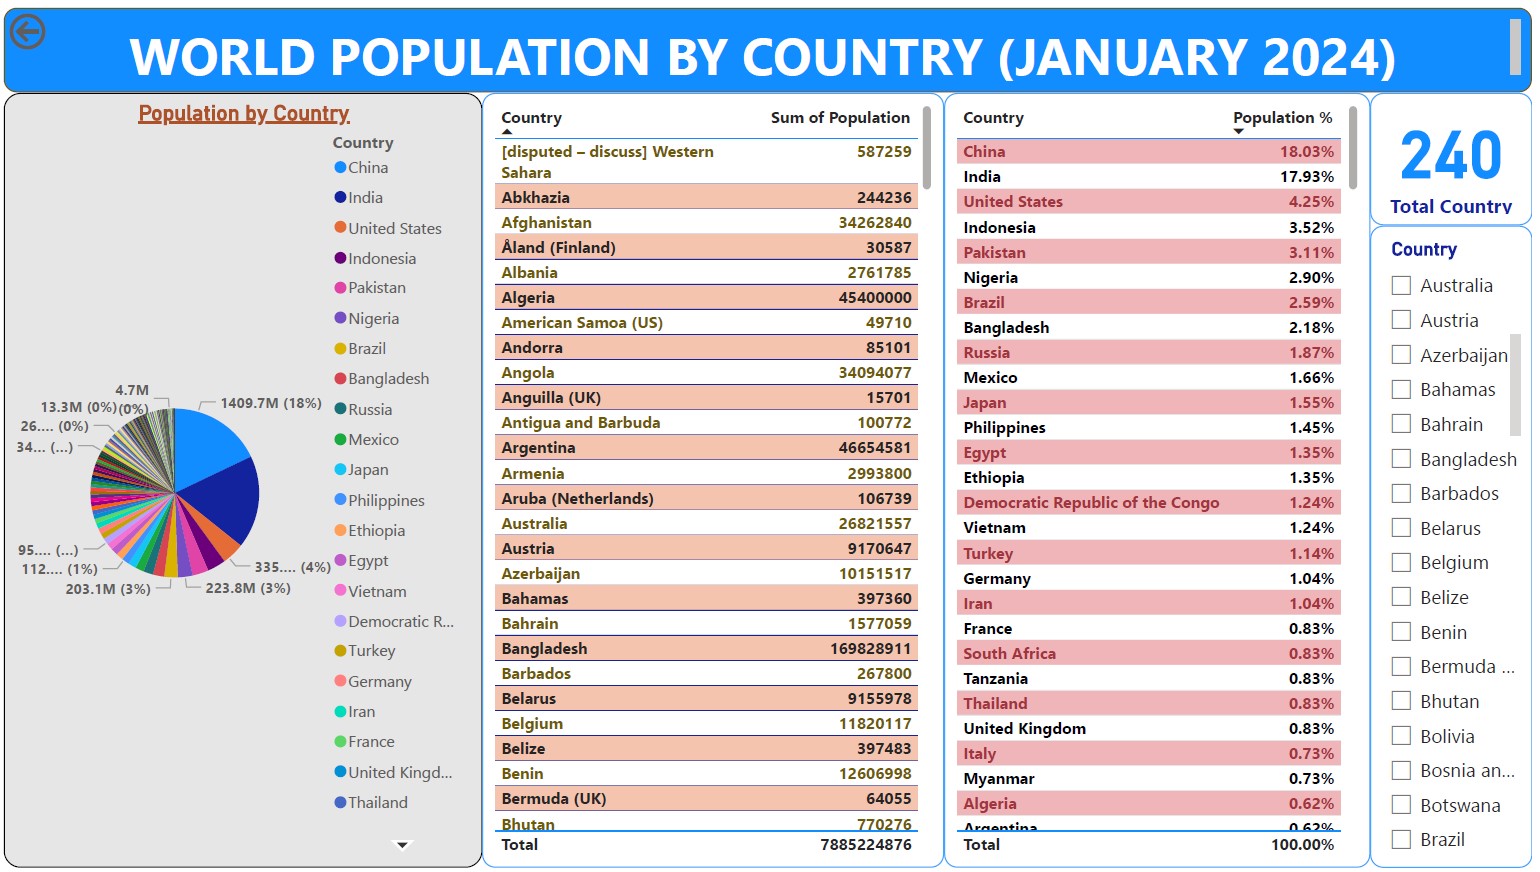 WORLD POPULATION BY COUNTRY (JANUARY 2024)
Population by Country
Country
China
India
United States
Indonesia
Pakistan
Nigeria
Brazil
Bangladesh
Russia
Mexico
Japan
Philippines
Ethiopia
Egypt
Vietnam
Democratic R...
Turkey
Germany
Iran
France
United Kingd...
Thailand
4.7M
(0%)
13.3M (0%)
26.... (0%)
34... (...)
1409.7M (18%)
95.... (...)
112.... (1%)
203.1M (3%)
223.8M (3%)
335.... (4%)
Country Sum of Population
[disputed – discuss] Western 587259
Sahara
Abkhazia 244236
Afghanistan 34262840
Åland (Finland) 30587
Albania 2761785
Algeria 45400000
American Samoa (US) 49710
Andorra 85101
Angola 34094077
Anguilla (UK) 15701
Antigua and Barbuda 100772
Argentina 46654581
Armenia 2993800
Aruba (Netherlands) 106739
Australia 26821557
Austria 9170647
Azerbaijan 10151517
Bahamas 397360
Bahrain 1577059
Bangladesh 169828911
Barbados 267800
Belarus 9155978
Belgium 11820117
Belize 397483
Benin 12606998
Bermuda (UK) 64055
Bhutan 770276
Total 7885224876
Country Population %
China 18.03%
India 17.93%
United States 4.25%
Indonesia 3.52%
Pakistan 3.11%
Nigeria 2.90%
Brazil 2.59%
Bangladesh 2.18%
Russia 1.87%
Mexico 1.66%
Japan 1.55%
Philippines 1.45%
Egypt 1.35%
Ethiopia 1.35%
Democratic Republic of the Congo 1.24%
Vietnam 1.24%
Turkey 1.14%
Germany 1.04%
Iran 1.04%
France 0.83%
South Africa 0.83%
Tanzania 0.83%
Thailand 0.83%
United Kingdom 0.83%
Italy 0.73%
Myanmar 0.73%
Algeria 0.62%
Argentina 0.62%
Total 100.00%
240
Total Country
Country
Australia
Austria
Azerbaijan
Bahamas
Bahrain
Bangladesh
Barbados
Belarus
Belgium
Belize
Benin
Bermuda ...
Bhutan
Bolivia
Bosnia an...
Botswana
Brazil